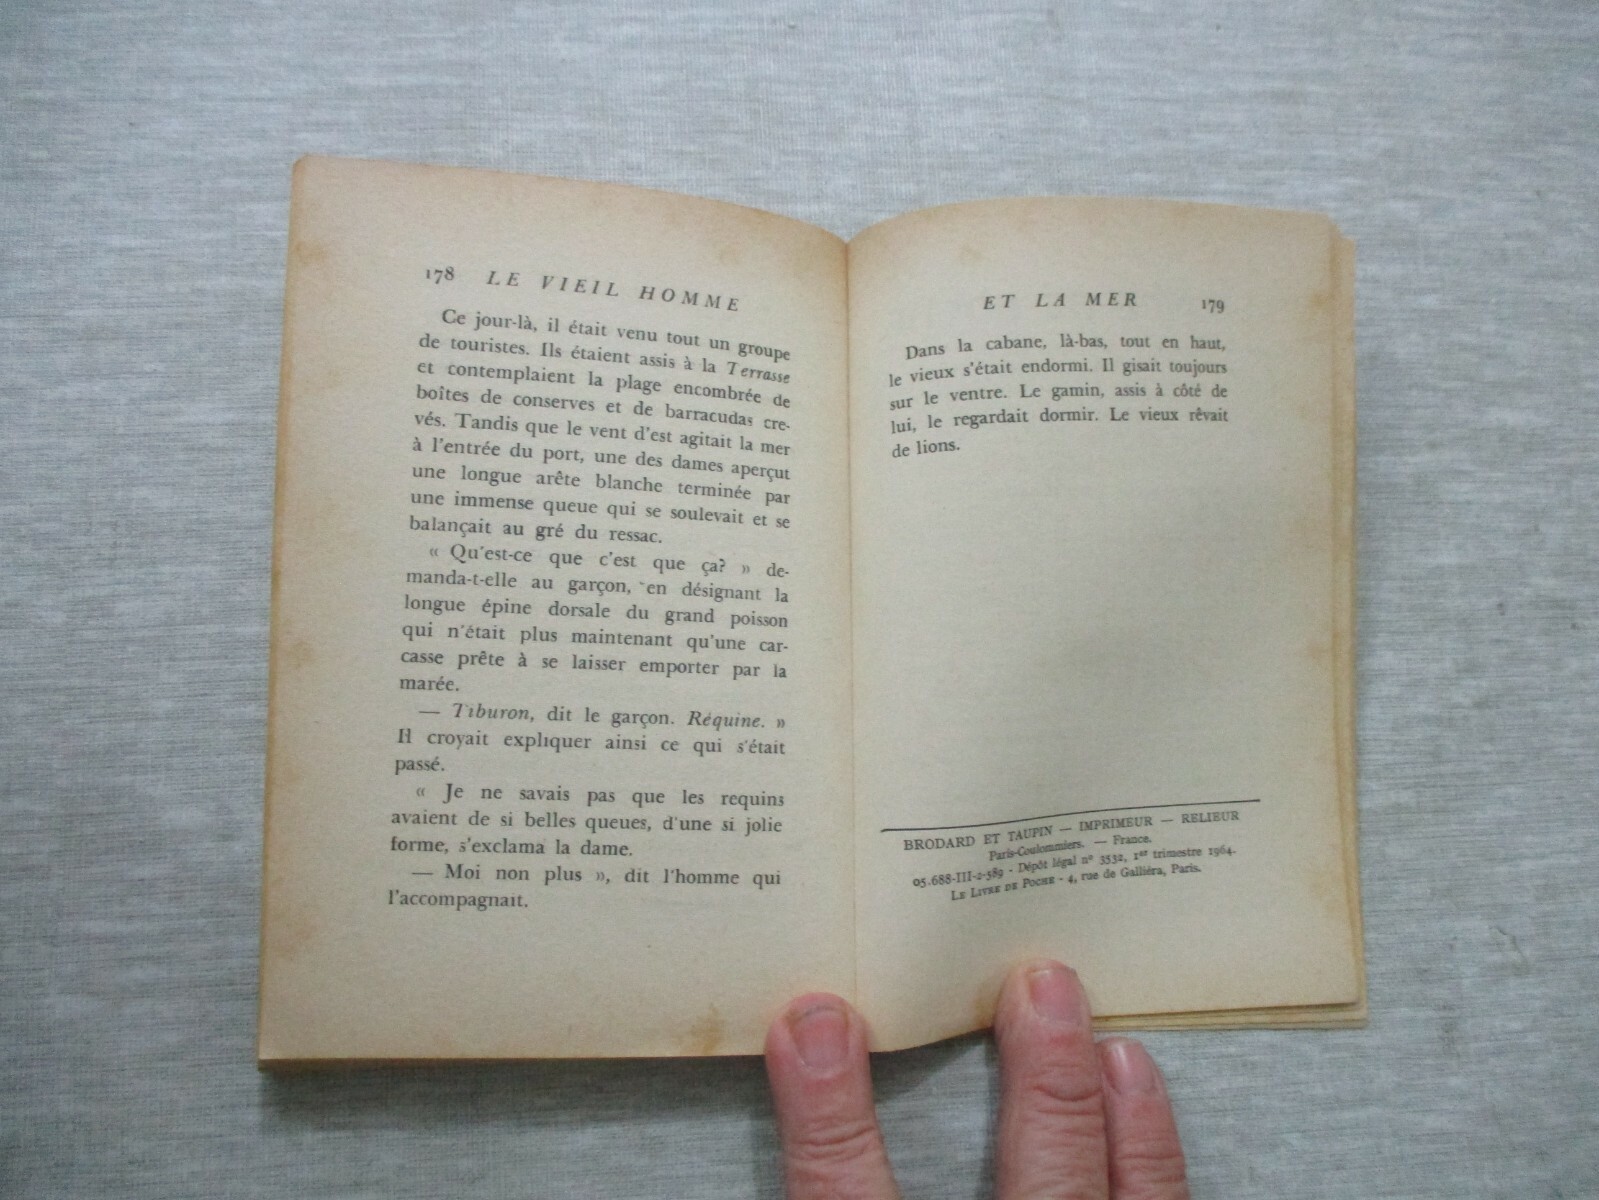 178 LE VIEIL HOMME
Ce jour-là, il était venu tout un groupe
de touristes. Ils étaient assis à la Terrasse
et contemplaient la plage encombrée de
boîtes de conserves et de barracudas cre-
vés. Tandis que le vent d'est agitait la mer
à l'entrée du port, une des dames aperçut
une longue arête blanche terminée par
une immense queue qui se soulevait et se
balançait au gré du ressac.
« Qu'est-ce que c'est que ça? » de-
manda-t-elle au garçon, en désignant la
longue épine dorsale du grand poisson
qui n'était plus maintenant qu'une car-
casse prête à se laisser emporter par la
marée.
— Tiburon, dit le garçon. Réquine. »
Il croyait expliquer ainsi ce qui s'était
passé.
« Je ne savais pas que les requins
avaient de si belles queues, d'une si jolie
forme, s'exclama la dame.
— Moi non plus », dit l'homme qui
l'accompagnait.
ET LA MER 179
Dans la cabane, là-bas, tout en haut,
le vieux s'était endormi. Il gisait toujours
sur le ventre. Le gamin, assis à côté de
lui, le regardait dormir. Le vieux rêvait
de lions.
BRODARD ET TAUPIN — IMPRIMEUR — RELIEUR
Paris-Coulommiers. — France.
05.688-III-2-589 - Dépôt légal nº 3532, 1er trimestre 1964.
LE LIVRE DE POCHE - 4, rue de Galliéra, Paris.